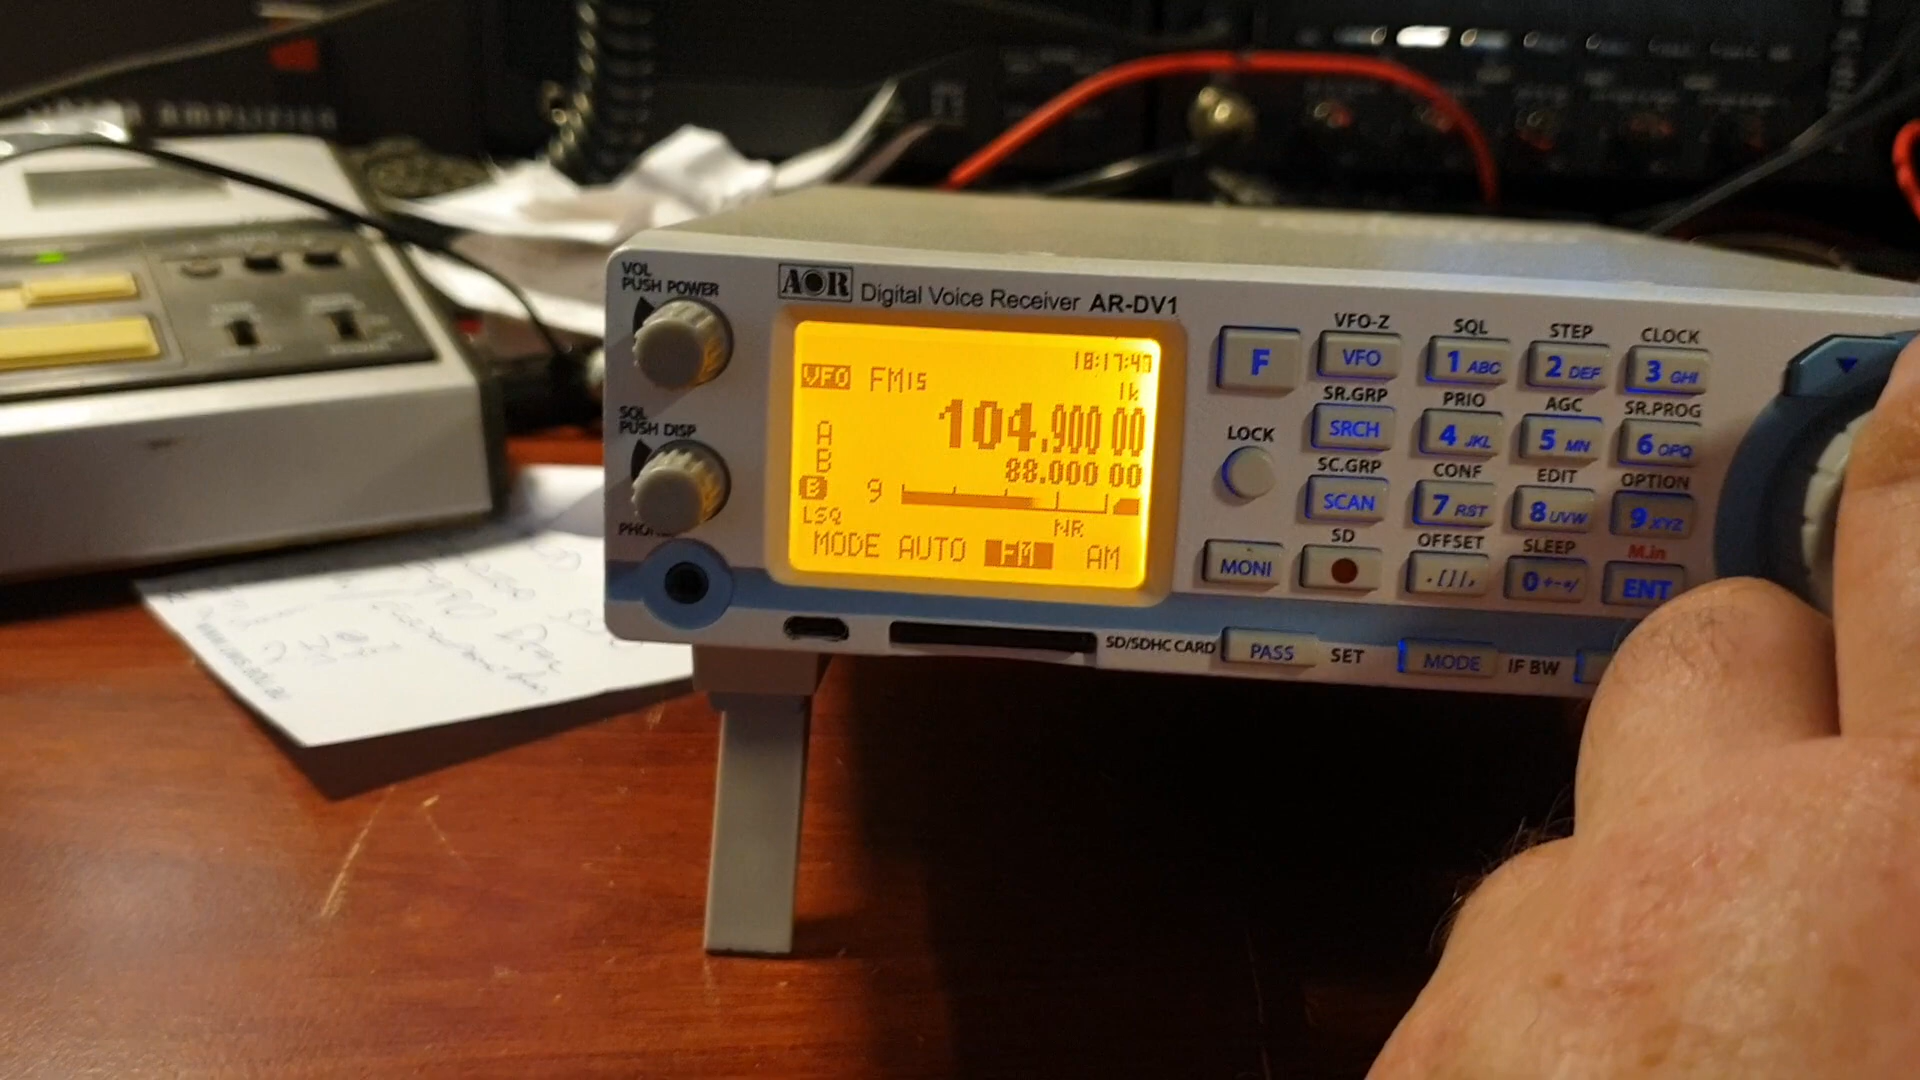 AMPLIFIER
VOL
PUSH POWER
AOR Digital Voice Receiver AR-DV1
18:17:43
VFO FM15
1k
104.900 00
A
B
88.000 00
9
LSQ
NR
MODE AUTO FM AM
SQL
PUSH DISP
LOCK
F
VFO-Z
VFO
SQL
1 ABC
STEP
2 DEF
CLOCK
3 GHI
SR.GRP
SRCH
PRIO
4 JKL
AGC
5 MN
SR.PROG
6 OPQ
SC.GRP
SCAN
CONF
7 RST
EDIT
8 UVW
OPTION
9 XYZ
MONI
SD
OFFSET
SLEEP
0 +-*/
M.in
ENT
SD/SDHC CARD
PASS
SET
MODE
IF BW